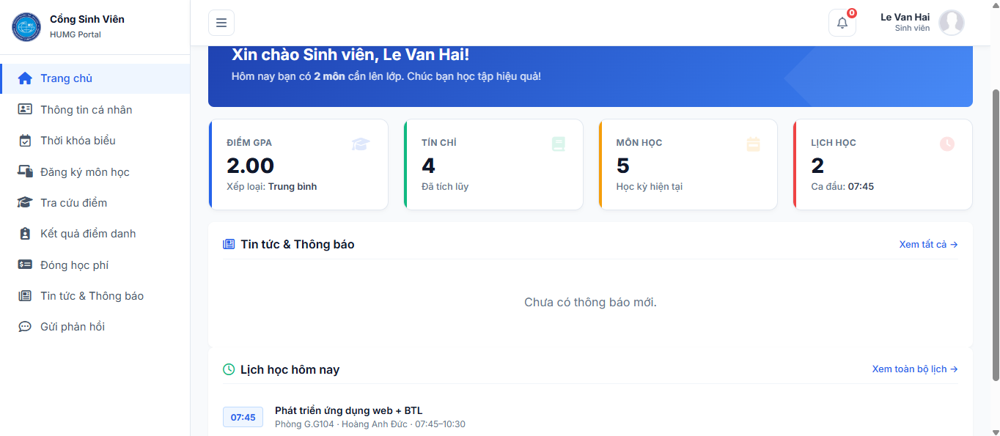 Cổng Sinh Viên
HUMG Portal
Trang chủ
Thông tin cá nhân
Thời khóa biểu
Đăng ký môn học
Tra cứu điểm
Kết quả điểm danh
Đóng học phí
Tin tức & Thông báo
Gửi phản hồi
0
Le Van Hai
Sinh viên
Xin chào Sinh viên, Le Van Hai!
Hôm nay bạn có 2 môn cần lên lớp. Chúc bạn học tập hiệu quả!
ĐIỂM GPA
2.00
Xếp loại: Trung bình
TÍN CHỈ
4
Đã tích lũy
MÔN HỌC
5
Học kỳ hiện tại
LỊCH HỌC
2
Ca đầu: 07:45
Tin tức & Thông báo
Xem tất cả →
Chưa có thông báo mới.
Lịch học hôm nay
Xem toàn bộ lịch →
07:45
Phát triển ứng dụng web + BTL
Phòng G.G104 · Hoàng Anh Đức · 07:45–10:30